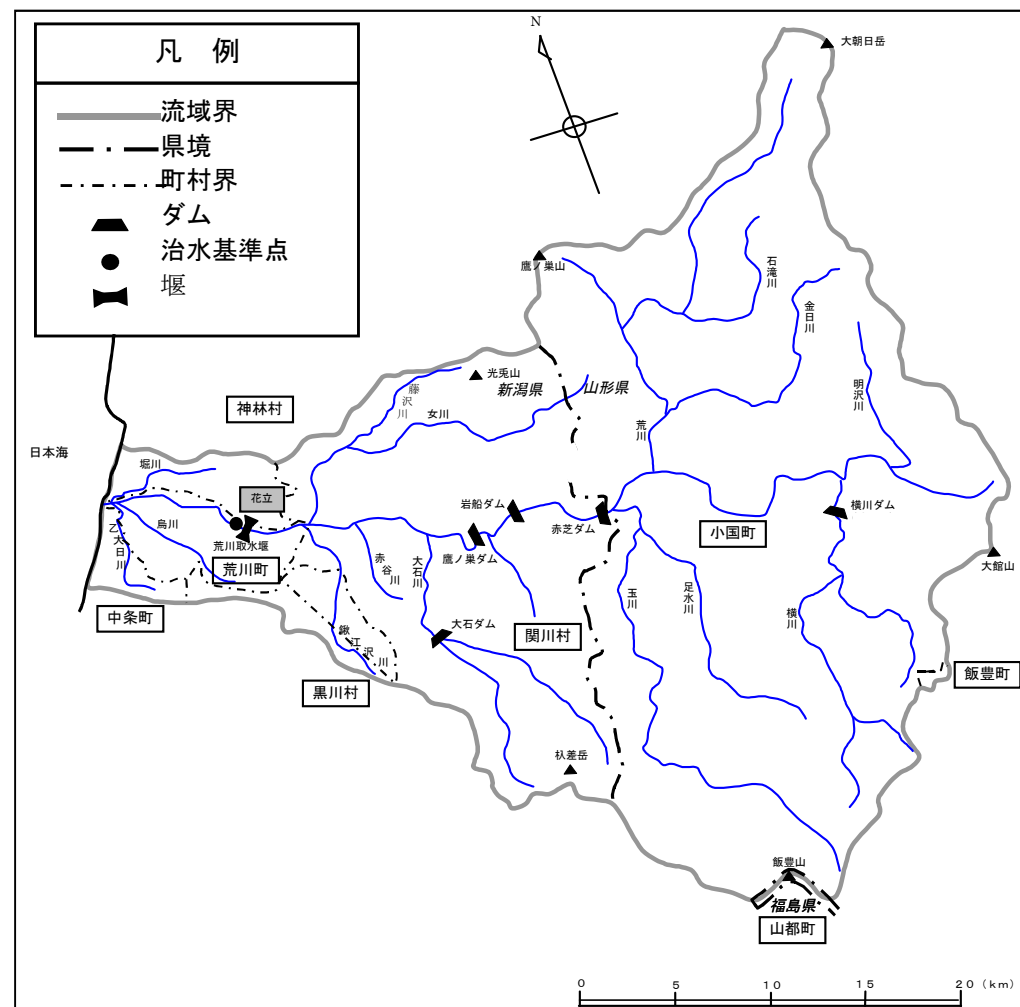 凡 例
流域界
県境
町村界
ダム
治水基準点
堰
N
大朝日岳
鷹ノ巣山
石滝川
金目川
明沢川
光兎山
新潟県
山形県
藤沢川
女川
荒川
神林村
日本海
堀川
花立
岩船ダム
赤芝ダム
横川ダム
小国町
乙大日川
烏川
荒川取水堰
荒川町
赤谷川
大石川
鷹ノ巣ダム
大館山
玉川
足水川
横川
中条町
大石ダム
関川村
鍬江沢川
黒川村
飯豊町
杁差岳
飯豊山
福島県
山都町
0 5 10 15 20 (km)